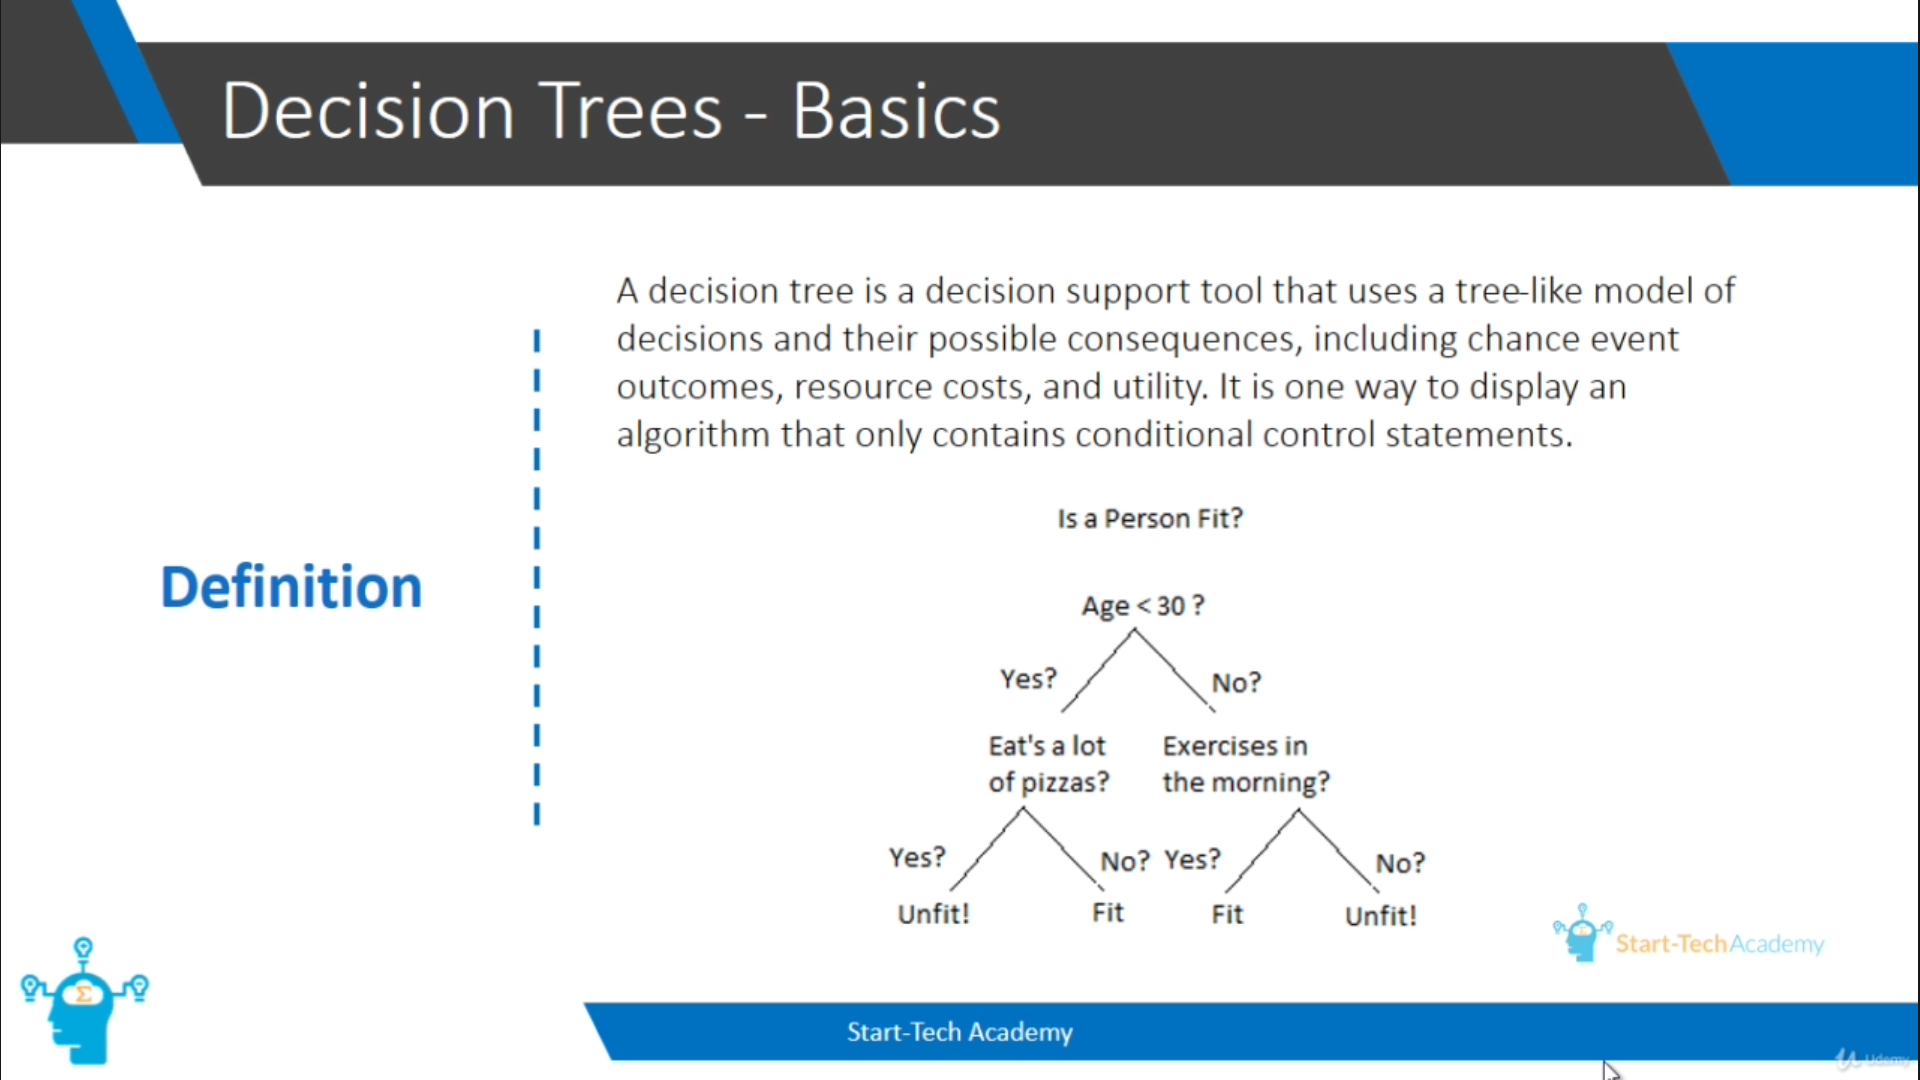 Decision Trees - Basics
A decision tree is a decision support tool that uses a tree-like model of
decisions and their possible consequences, including chance event
outcomes, resource costs, and utility. It is one way to display an
algorithm that only contains conditional control statements.
Definition
Is a Person Fit?
Age < 30 ?
Yes? No?
Eat's a lot
of pizzas?
Exercises in
the morning?
Yes? No? Yes? No?
Unfit! Fit Fit Unfit!
Σ
Start-Tech Academy
Start-Tech Academy
Udemy